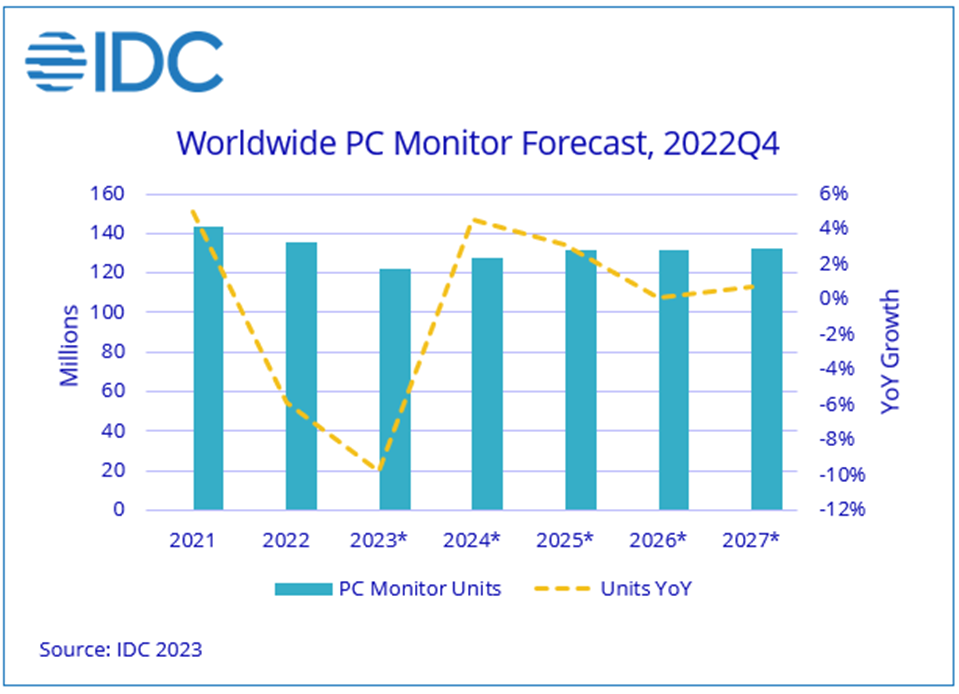 IDC
Worldwide PC Monitor Forecast, 2022Q4
160
140
120
100
80
60
40
20
0
Millions
6%
4%
2%
0%
-2%
-4%
-6%
-8%
-10%
-12%
YoY Growth
2021 2022 2023* 2024* 2025* 2026* 2027*
PC Monitor Units Units YoY
Source: IDC 2023